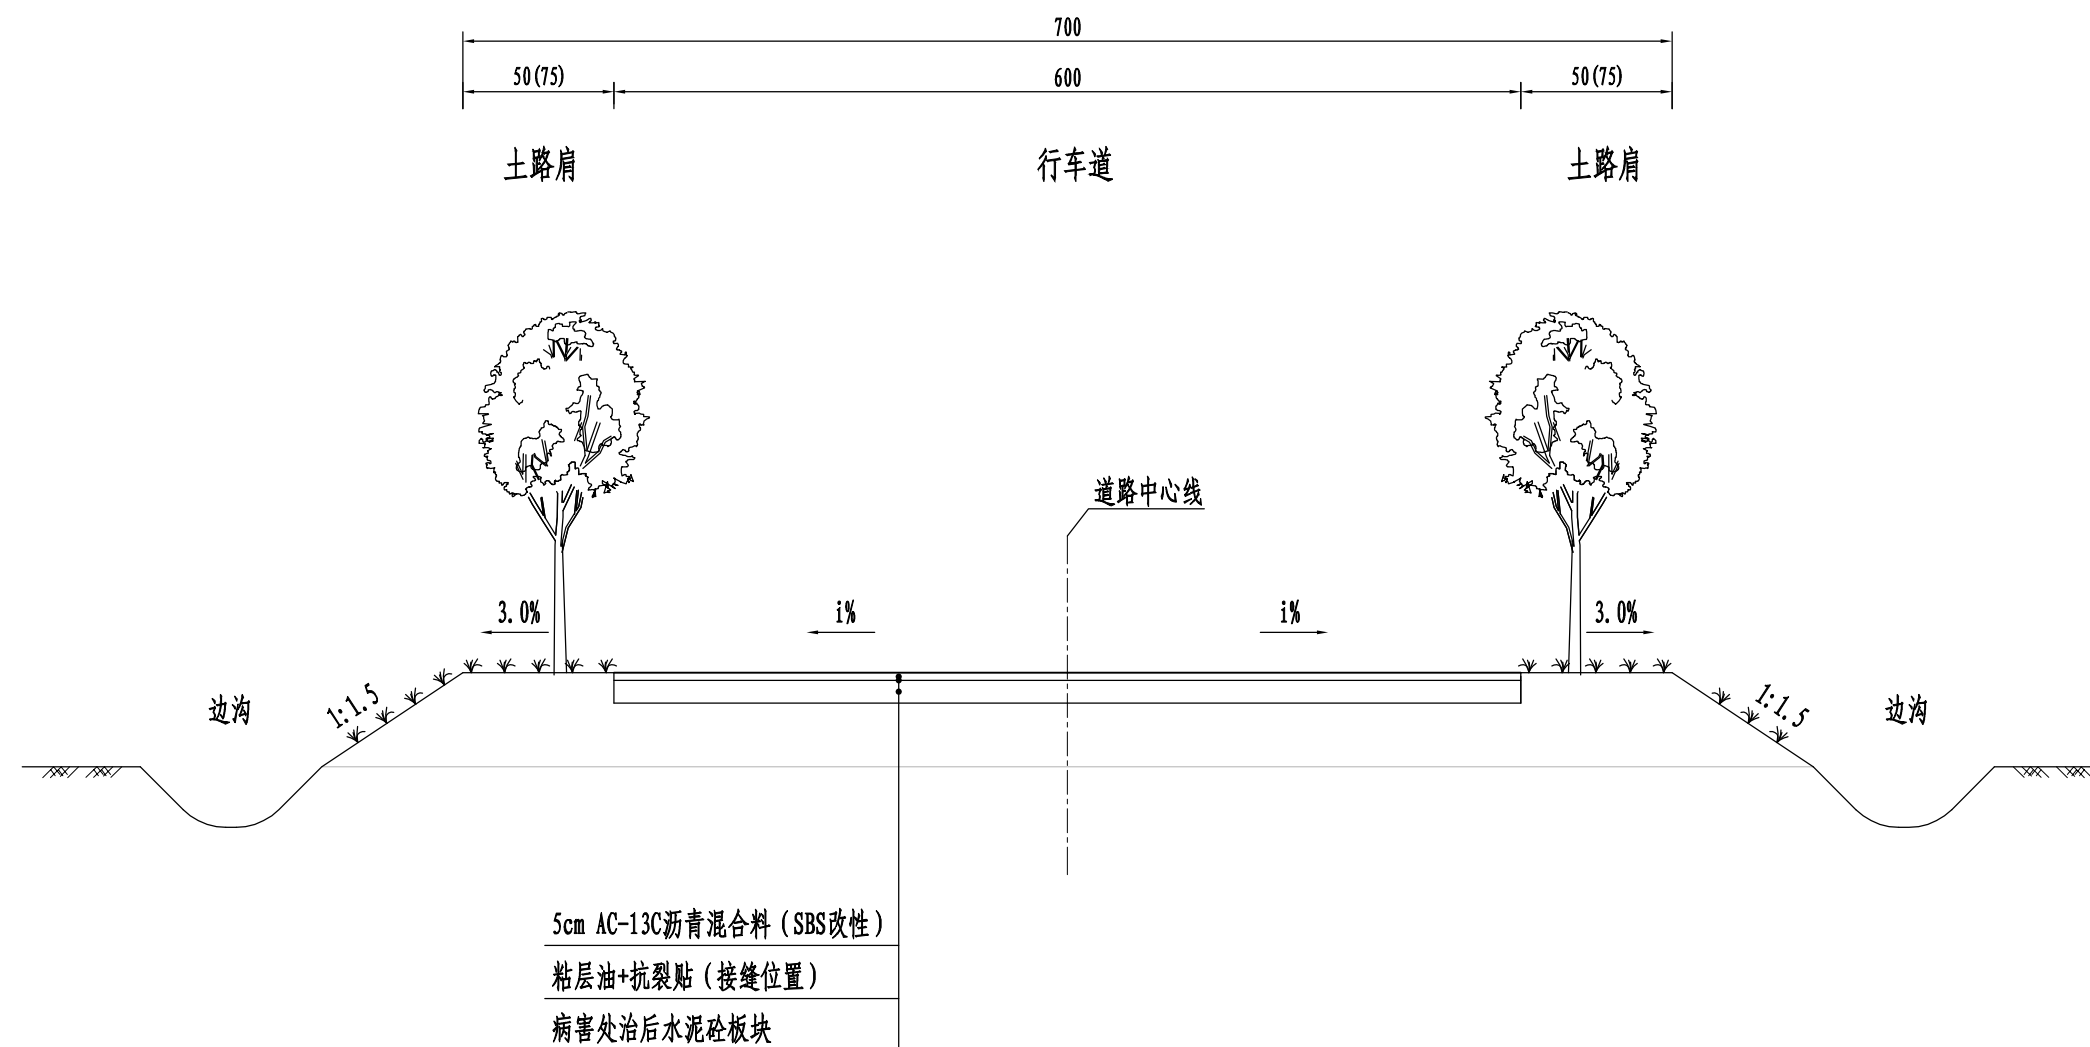 700
50(75) 600 50(75)
土路肩 行车道 土路肩
道路中心线
3.0% i% i% 3.0%
边沟 1:1.5 1:1.5 边沟
5cm AC-13C沥青混合料（SBS改性）
粘层油+抗裂贴（接缝位置）
病害处治后水泥砼板块